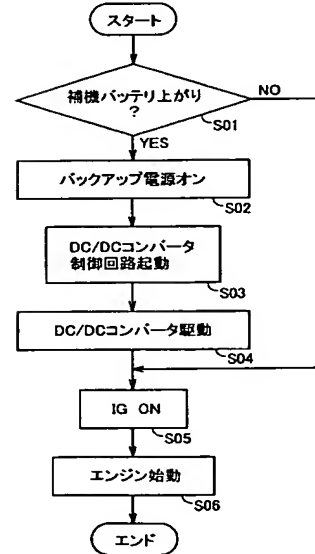 スタート
補機バッテリ上がり
?
NO
S01
YES
バックアップ電源オン
S02
DC/DCコンバータ
制御回路起動
S03
DC/DCコンバータ駆動
S04
IG ON
S05
エンジン始動
S06
エンド